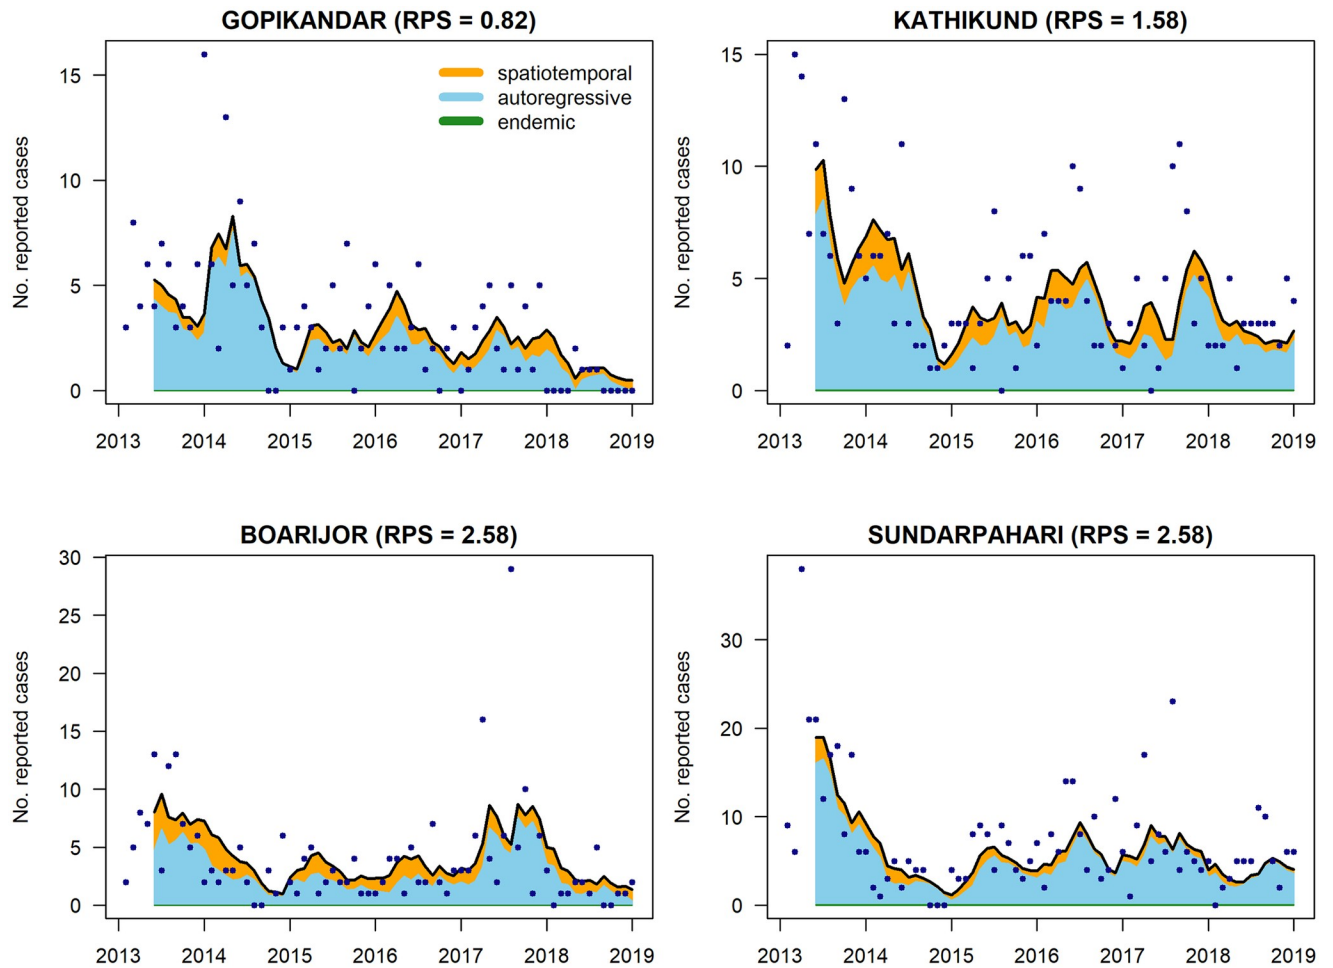 GOPIKANDAR (RPS = 0.82)
No. reported cases
15
10
5
0
spatiotemporal
autoregressive
endemic
2013 2014 2015 2016 2017 2018 2019
KATHIKUND (RPS = 1.58)
No. reported cases
15
10
5
0
2013 2014 2015 2016 2017 2018 2019
BOARIJOR (RPS = 2.58)
No. reported cases
30
25
20
15
10
5
0
2013 2014 2015 2016 2017 2018 2019
SUNDARPAHARI (RPS = 2.58)
No. reported cases
30
20
10
0
2013 2014 2015 2016 2017 2018 2019